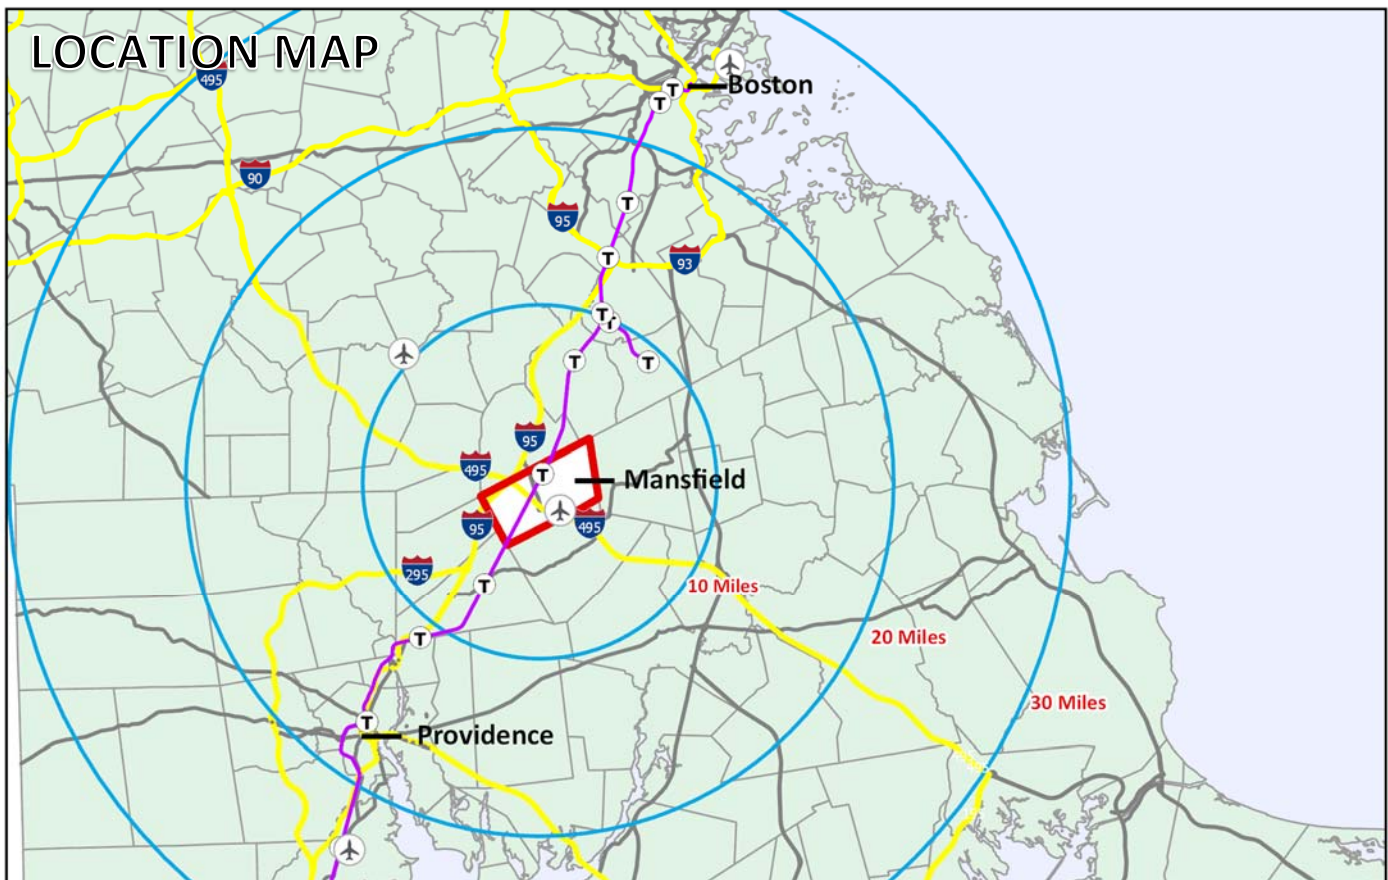 LOCATION MAP
495
T
Boston
T
90
T
95
T
93
T
T
T
T
95
495
T
Mansfield
95
495
295
T
10 Miles
T
20 Miles
30 Miles
T
Providence